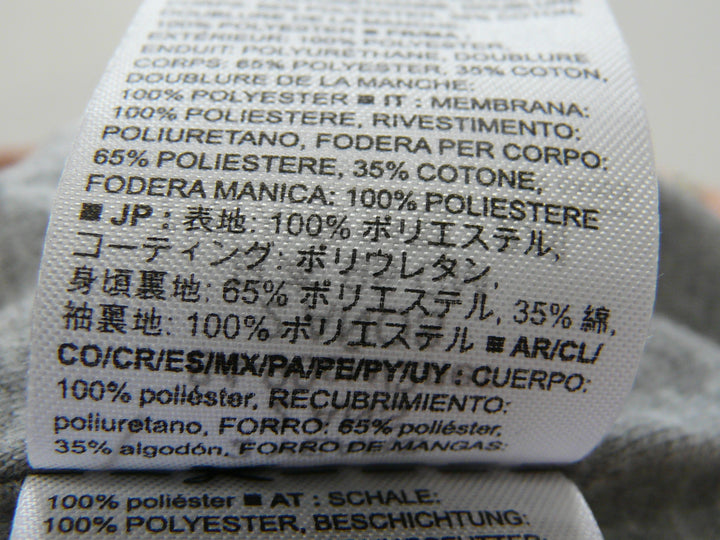 EXTÉRIEUR: 100% POLYESTER,
ENDUIT: POLYURÉTHANE, DOUBLURE
CORPS: 65% POLYESTER, 35% COTON,
DOUBLURE DE LA MANCHE:
100% POLYESTER ■ IT : MEMBRANA:
100% POLIESTERE, RIVESTIMENTO:
POLIURETANO, FODERA PER CORPO:
65% POLIESTERE, 35% COTONE,
FODERA MANICA: 100% POLIESTERE
■ JP : 表地: 100% ポリエステル,
コーティング: ポリウレタン,
身頃裏地: 65% ポリエステル, 35% 綿,
袖裏地: 100% ポリエステル ■ AR/CL/
CO/CR/ES/MX/PA/PE/PY/UY : CUERPO:
100% poliéster, RECUBRIMIENTO:
poliuretano, FORRO: 65% poliéster,
35% algodón, FORRO DE MANGAS:
100% poliéster ■ AT : SCHALE:
100% POLYESTER, BESCHICHTUNG: